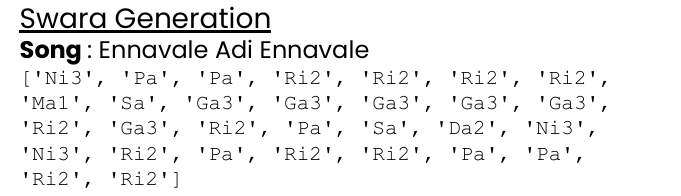 Swara Generation
Song : Ennavale Adi Ennavale
['Ni3', 'Pa', 'Pa', 'Ri2', 'Ri2', 'Ri2', 'Ri2',
'Ma1', 'Sa', 'Ga3', 'Ga3', 'Ga3', 'Ga3', 'Ga3',
'Ri2', 'Ga3', 'Ri2', 'Pa', 'Sa', 'Da2', 'Ni3',
'Ni3', 'Ri2', 'Pa', 'Ri2', 'Ri2', 'Pa', 'Pa',
'Ri2', 'Ri2']